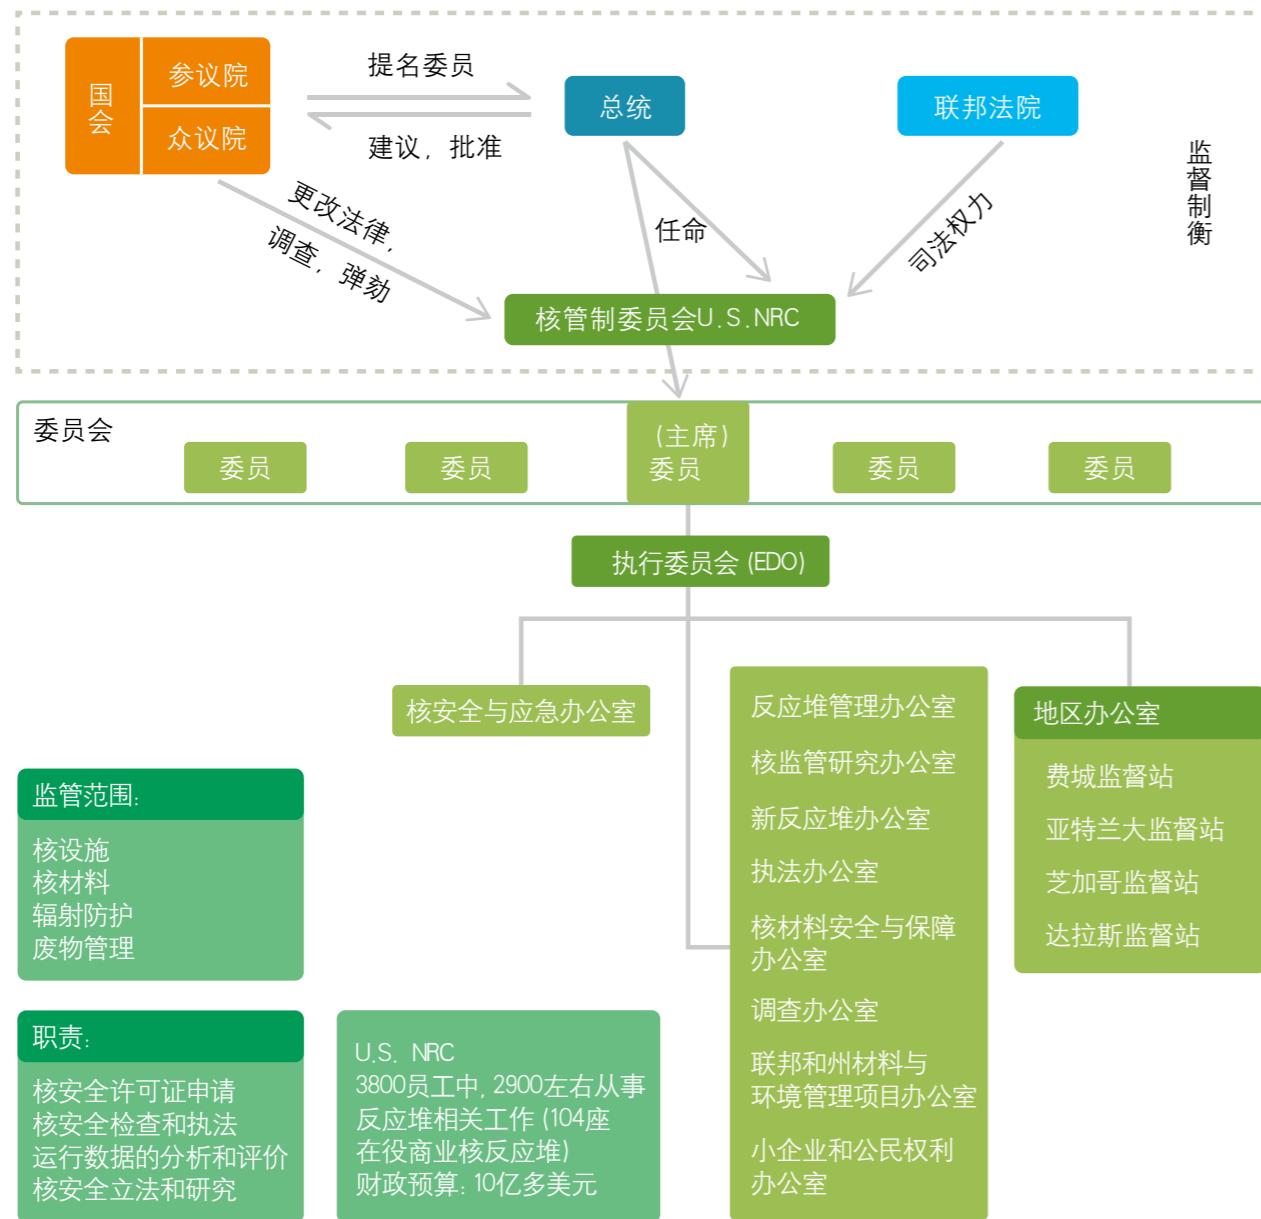 国会
参议院
众议院
提名委员
建议，批准
总统
联邦法院
监督制衡
更改法律，
调查，弹劾
任命
司法权力
核管制委员会U.S.NRC
委员会
委员
委员
（主席）
委员
委员
委员
执行委员会 (EDO)
核安全与应急办公室
反应堆管理办公室
核监管研究办公室
新反应堆办公室
执法办公室
核材料安全与保障
办公室
调查办公室
联邦和州材料与
环境管理项目办公室
小企业和公民权利
办公室
地区办公室
费城监督站
亚特兰大监督站
芝加哥监督站
达拉斯监督站
监管范围:
核设施
核材料
辐射防护
废物管理
职责:
核安全许可证申请
核安全检查和执法
运行数据的分析和评价
核安全立法和研究
U.S. NRC
3800员工中, 2900左右从事
反应堆相关工作 (104座
在役商业核反应堆)
财政预算: 10亿多美元